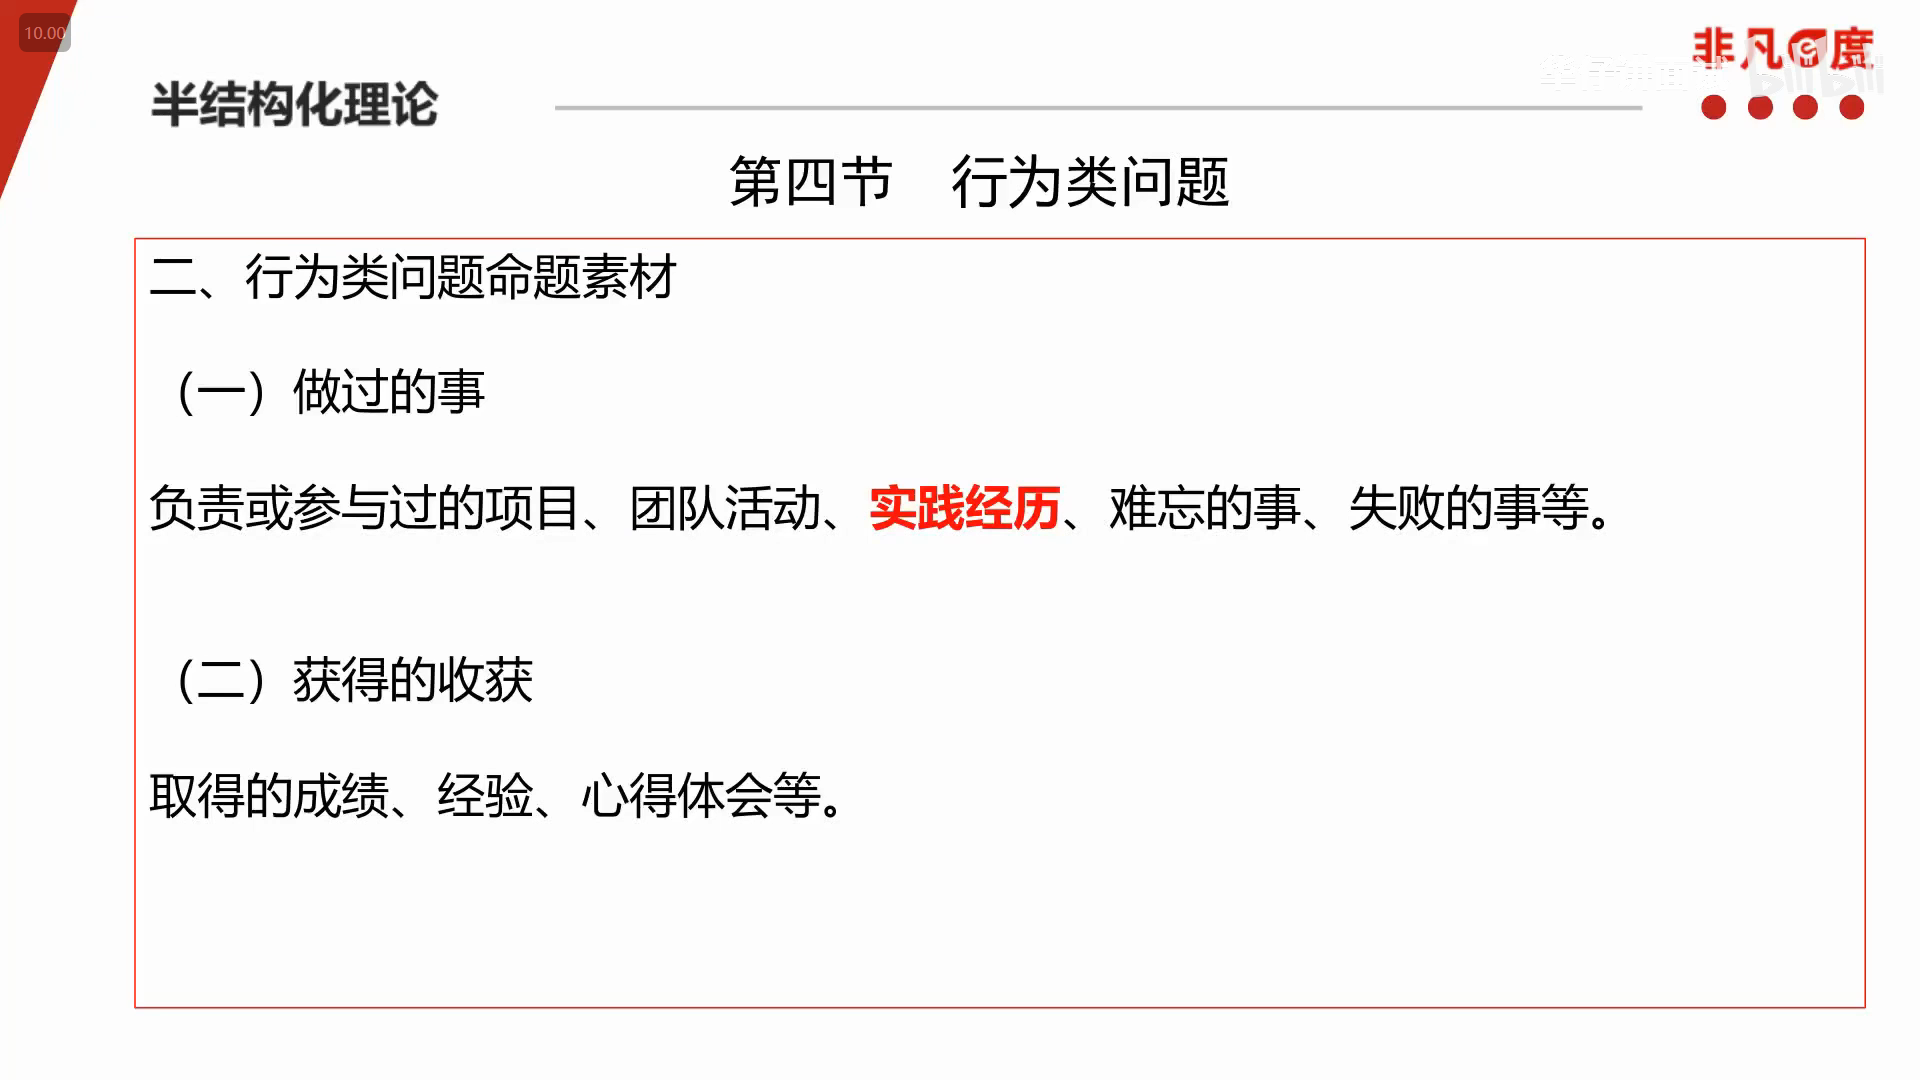 10.00
非凡度
半结构化理论
第四节 行为类问题
二、行为类问题命题素材
（一）做过的事
负责或参与过的项目、团队活动、实践经历、难忘的事、失败的事等。
（二）获得的收获
取得的成绩、经验、心得体会等。